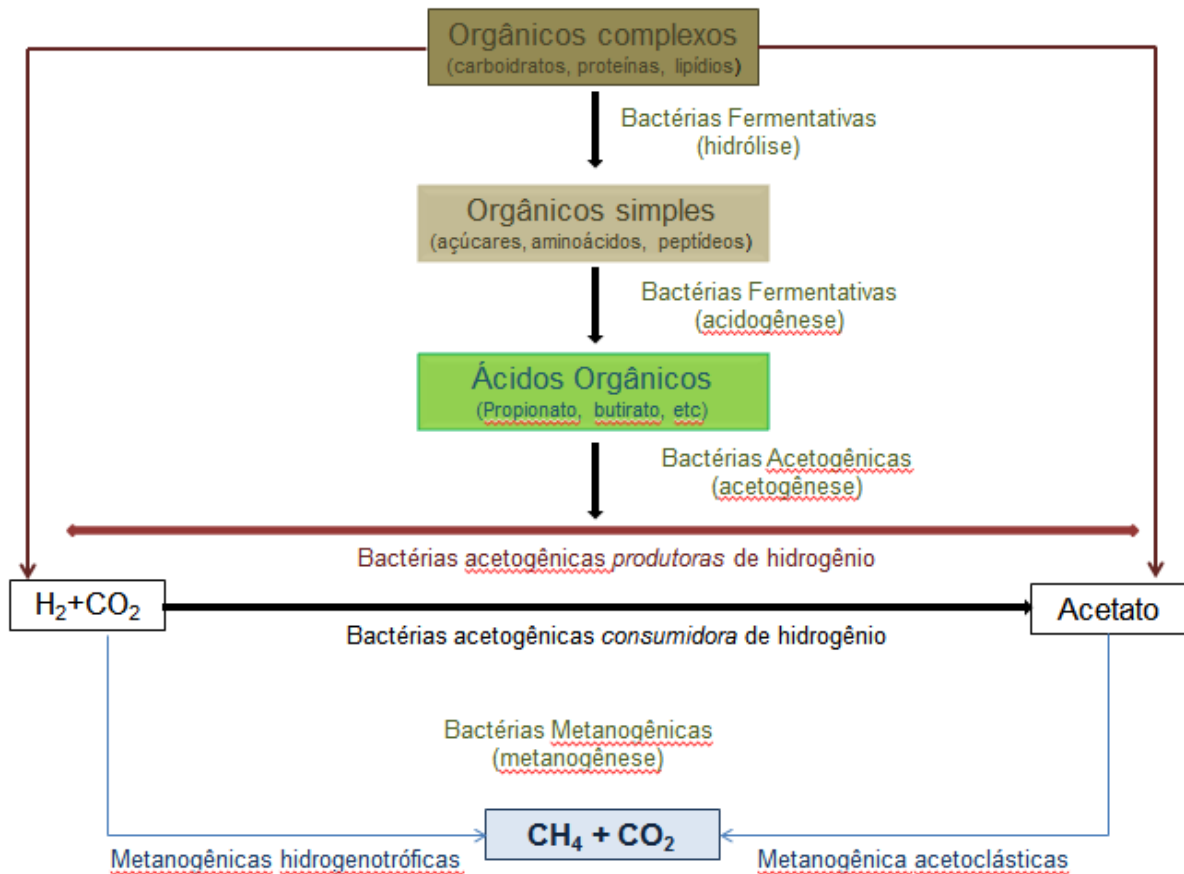 Orgânicos complexos
(carboidratos, proteínas, lipídios)
Bactérias Fermentativas
(hidrólise)
Orgânicos simples
(açúcares, aminoácidos, peptídeos)
Bactérias Fermentativas
(acidogênese)
Ácidos Orgânicos
(Propionato, butirato, etc)
Bactérias Acetogênicas
(acetogênese)
Bactérias acetogênicas produtoras de hidrogênio
H₂+CO₂
Acetato
Bactérias acetogênicas consumidora de hidrogênio
Bactérias Metanogênicas
(metanogênese)
CH₄ + CO₂
Metanogênicas hidrogenotróficas
Metanogênica acetoclásticas